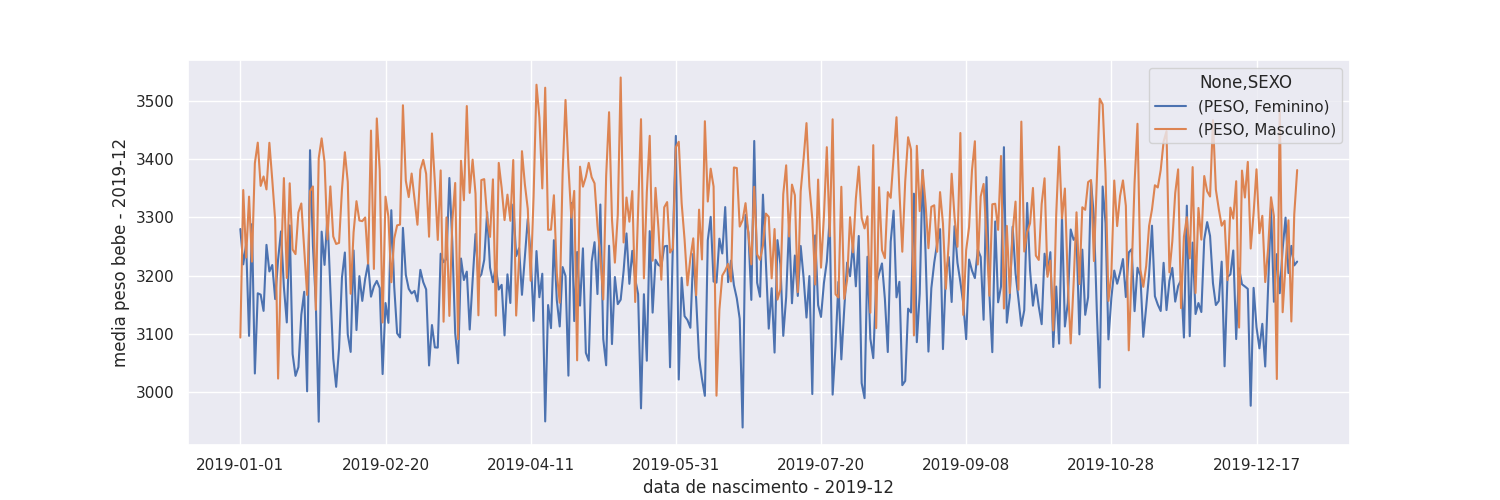 None,SEXO
(PESO, Feminino)
(PESO, Masculino)
media peso bebe - 2019-12
3500
3400
3300
3200
3100
3000
2019-01-01
2019-02-20
2019-04-11
2019-05-31
2019-07-20
2019-09-08
2019-10-28
2019-12-17
data de nascimento - 2019-12